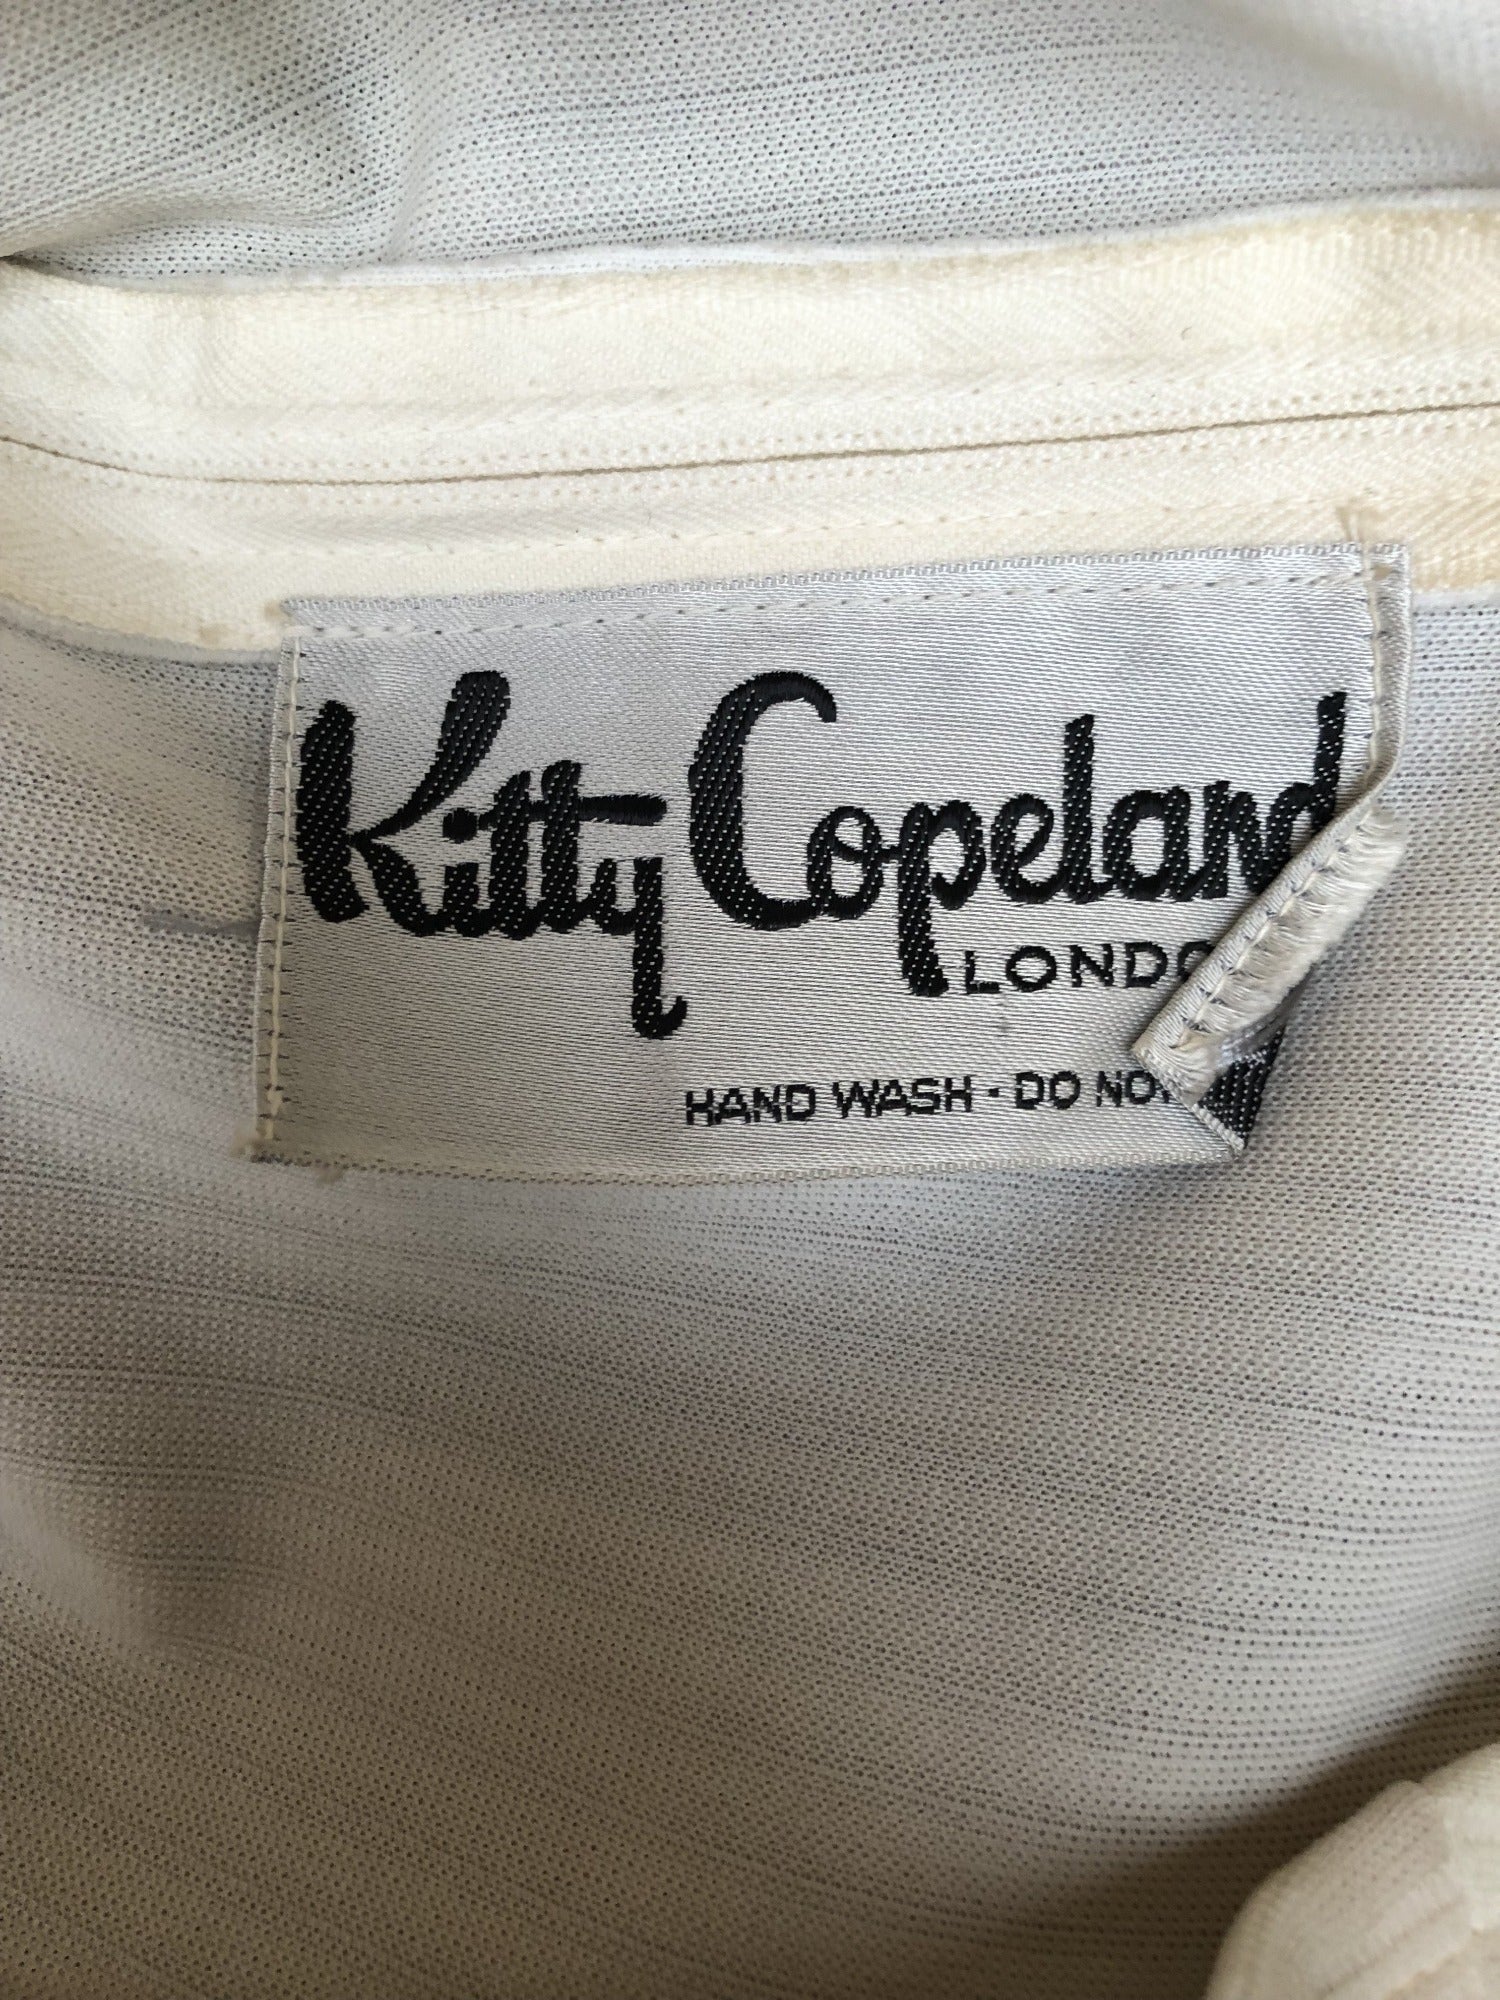 Kitty Copeland
LONDO
HAND WASH · DO NO